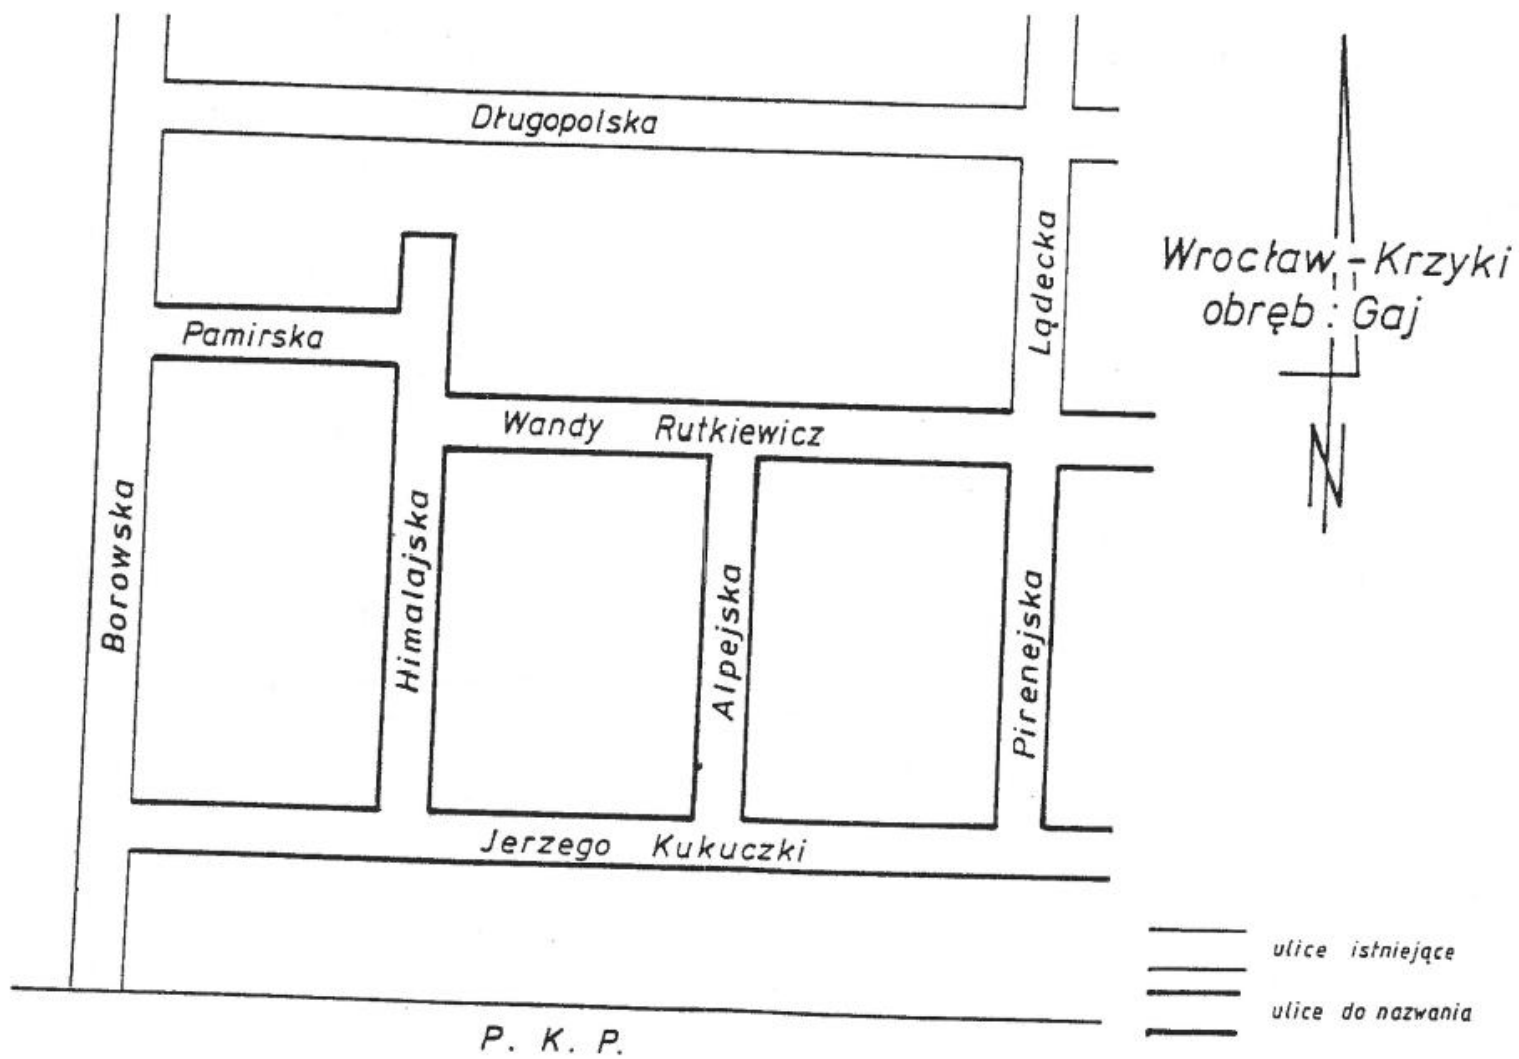 Długopolska
Lądecka
Wrocław - Krzyki
obręb : Gaj
Pamirska
Wandy Rutkiewicz
N
Borowska
Himalajska
Alpejska
Pirenejska
Jerzego Kukuczki
ulice istniejące
ulice do nazwania
P. K. P.